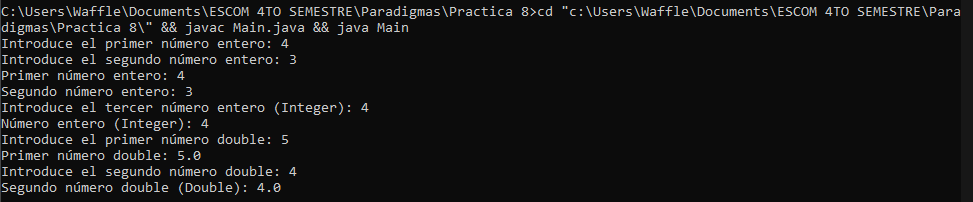 C:\Users\Waffle\Documents\ESCOM 4TO SEMESTRE\Paradigmas\Practica 8>cd "c:\Users\Waffle\Documents\ESCOM 4TO SEMESTRE\Para
digmas\Practica 8\" && javac Main.java && java Main
Introduce el primer número entero: 4
Introduce el segundo número entero: 3
Primer número entero: 4
Segundo número entero: 3
Introduce el tercer número entero (Integer): 4
Número entero (Integer): 4
Introduce el primer número double: 5
Primer número double: 5.0
Introduce el segundo número double: 4
Segundo número double (Double): 4.0